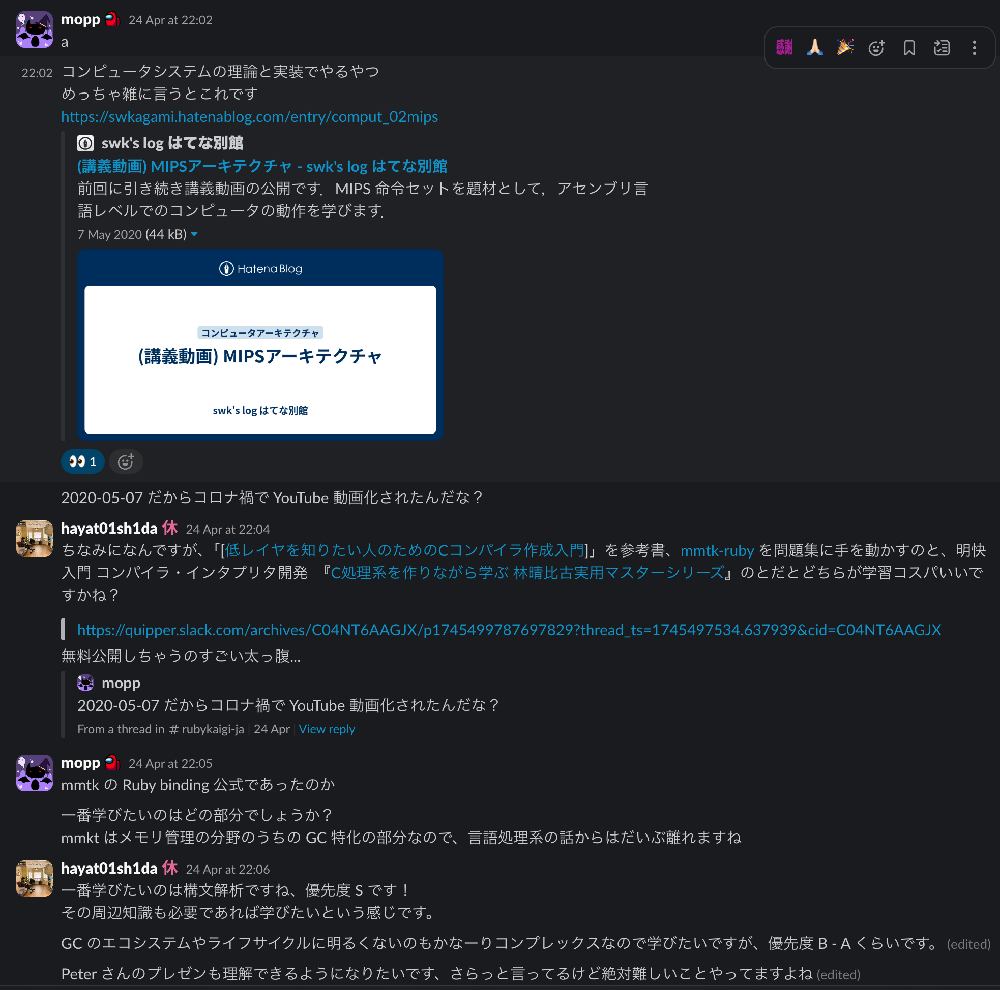 mopp 24 Apr at 22:02
a
感謝
22:02 コンピュータシステムの理論と実装でやるやつ
めっちゃ雑に言うとこれです
https://swkagami.hatenablog.com/entry/comput_02mips
swk's log はてな別館
(講義動画) MIPSアーキテクチャ - swk's log はてな別館
前回に引き続き講義動画の公開です．MIPS 命令セットを題材として，アセンブリ言
語レベルでのコンピュータの動作を学びます．
7 May 2020 (44 kB)
Hatena Blog
コンピュータアーキテクチャ
(講義動画) MIPSアーキテクチャ
swk's log はてな別館
👀 1
2020-05-07 だからコロナ禍で YouTube 動画化されたんだな？
hayat01sh1da 休 24 Apr at 22:04
ちなみになんですが、「[低レイヤを知りたい人のためのCコンパイラ作成入門]」を参考書、mmtk-ruby を問題集に手を動かすのと、明快
入門 コンパイラ・インタプリタ開発 『C処理系を作りながら学ぶ 林晴比古実用マスターシリーズ』のとだとどちらが学習コスパいいで
すかね？
https://quipper.slack.com/archives/C04NT6AAGJX/p1745499787697829?thread_ts=1745497534.637939&cid=C04NT6AAGJX
無料公開しちゃうのすごい太っ腹...
mopp
2020-05-07 だからコロナ禍で YouTube 動画化されたんだな？
From a thread in # rubykaigi-ja | 24 Apr | View reply
mopp 24 Apr at 22:05
mmtk の Ruby binding 公式であったのか
一番学びたいのはどの部分でしょうか？
mmkt はメモリ管理の分野のうちの GC 特化の部分なので、言語処理系の話からはだいぶ離れますね
hayat01sh1da 休 24 Apr at 22:06
一番学びたいのは構文解析ですね、優先度 S です！
その周辺知識も必要であれば学びたいという感じです。
GC のエコシステムやライフサイクルに明るくないのもかなーりコンプレックスなので学びたいですが、優先度 B - A くらいです。 (edited)
Peter さんのプレゼンも理解できるようになりたいです、さらっと言ってるけど絶対難しいことやってますよね (edited)